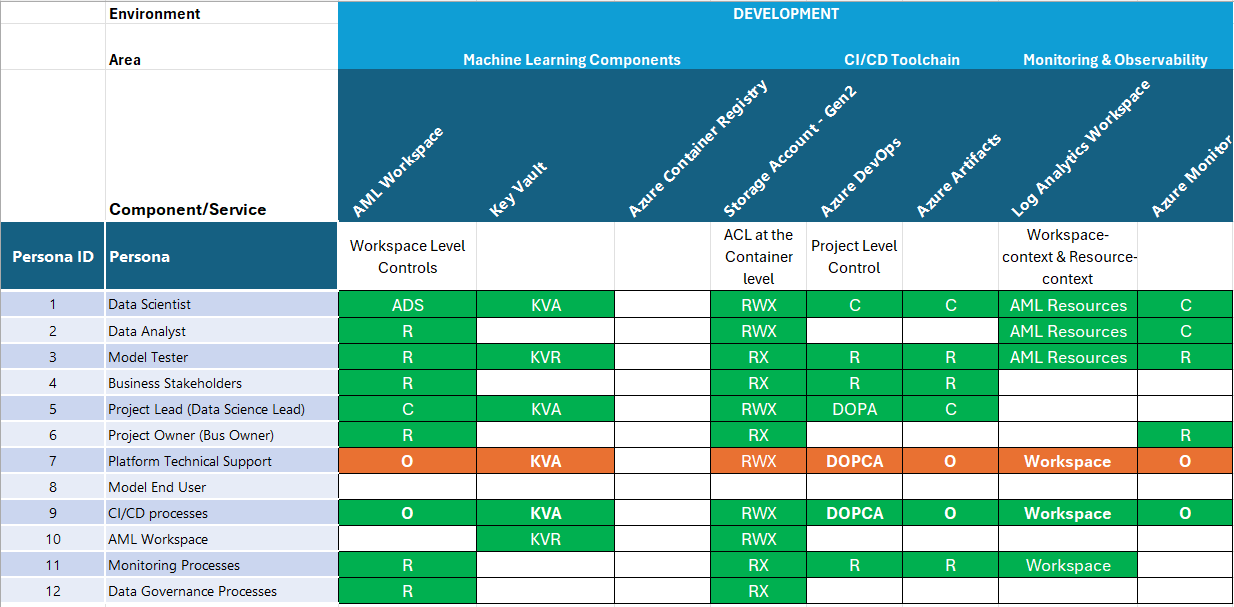 Environment DEVELOPMENT
Area Machine Learning Components CI/CD Toolchain Monitoring & Observability
Component/Service AML Workspace Key Vault Azure Container Registry Storage Account - Gen2 Azure DevOps Azure Artifacts Log Analytics Workspace Azure Monitor
Persona ID Persona
Workspace Level
Controls
ACL at the
Container
level
Project Level
Control
Workspace-
context & Resource-
context
1 Data Scientist ADS KVA RWX C C AML Resources C
2 Data Analyst R RWX AML Resources C
3 Model Tester R KVR RX R R AML Resources R
4 Business Stakeholders R RX R R
5 Project Lead (Data Science Lead) C KVA RWX DOPA C
6 Project Owner (Bus Owner) R RX R
7 Platform Technical Support O KVA RWX DOPCA O Workspace O
8 Model End User
9 CI/CD processes O KVA RWX DOPCA O Workspace O
10 AML Workspace KVR RWX
11 Monitoring Processes R RX R R Workspace
12 Data Governance Processes R RX